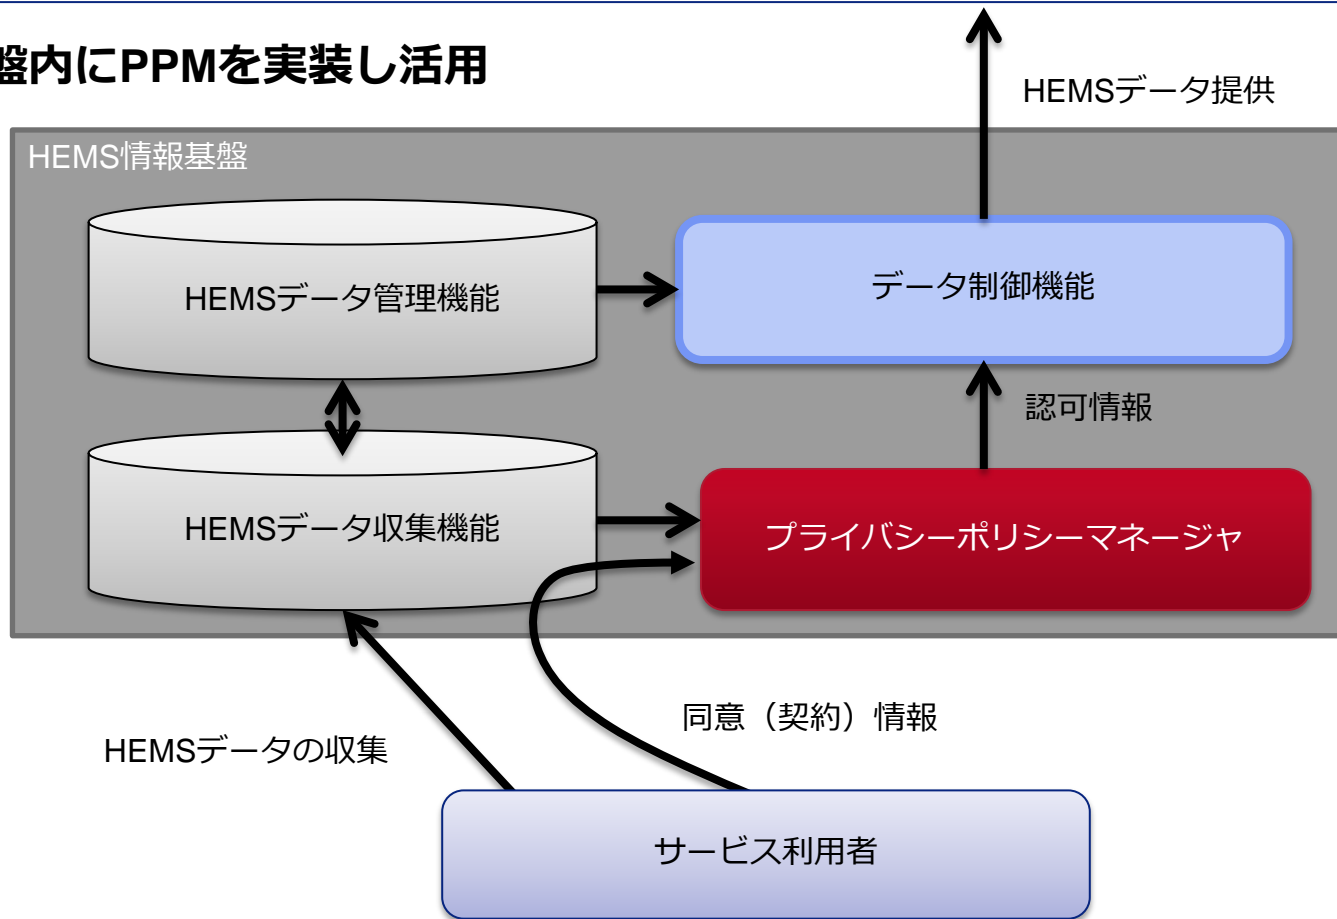 盤内にPPMを実装し活用
HEMSデータ提供
HEMS情報基盤
HEMSデータ管理機能
データ制御機能
認可情報
HEMSデータ収集機能
プライバシーポリシーマネージャ
同意（契約）情報
HEMSデータの収集
サービス利用者